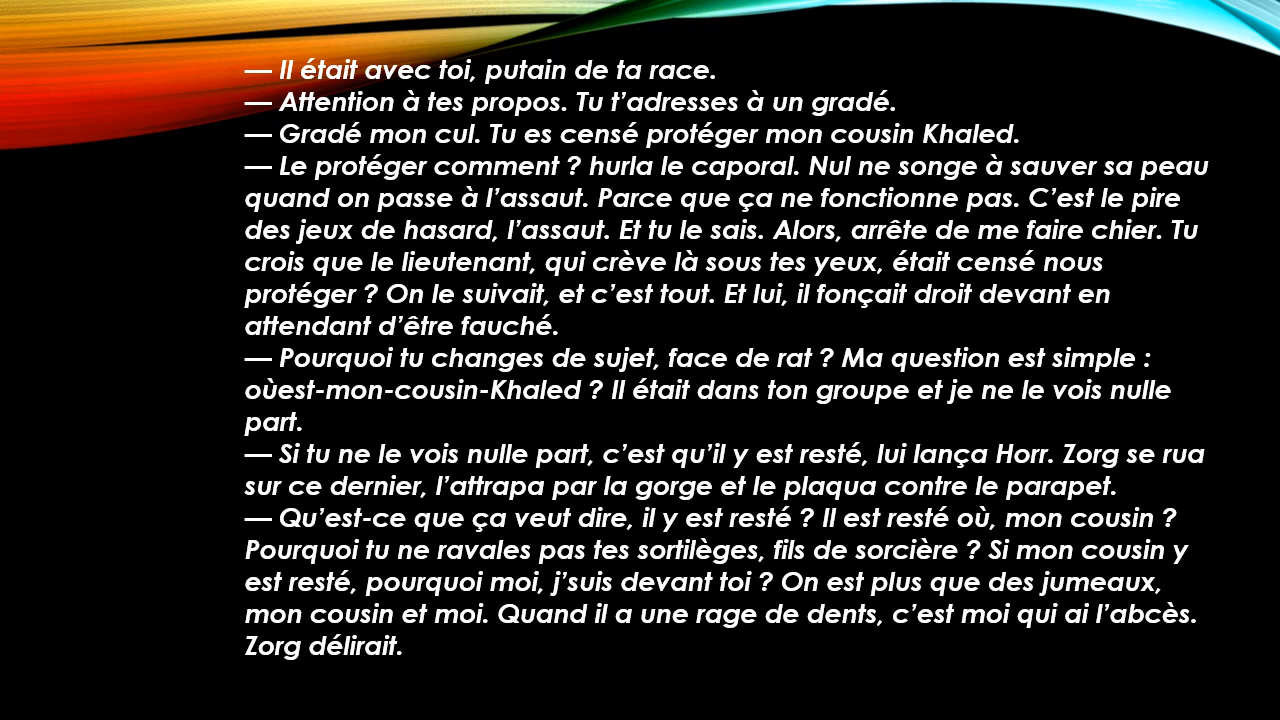 — Il était avec toi, putain de ta race.
— Attention à tes propos. Tu t’adresses à un gradé.
— Gradé mon cul. Tu es censé protéger mon cousin Khaled.
— Le protéger comment ? hurla le caporal. Nul ne songe à sauver sa peau
quand on passe à l’assaut. Parce que ça ne fonctionne pas. C’est le pire
des jeux de hasard, l’assaut. Et tu le sais. Alors, arrête de me faire chier. Tu
crois que le lieutenant, qui crève là sous tes yeux, était censé nous
protéger ? On le suivait, et c’est tout. Et lui, il fonçait droit devant en
attendant d’être fauché.
— Pourquoi tu changes de sujet, face de rat ? Ma question est simple :
oùest-mon-cousin-Khaled ? Il était dans ton groupe et je ne le vois nulle
part.
— Si tu ne le vois nulle part, c’est qu’il y est resté, lui lança Horr. Zorg se rua
sur ce dernier, l’attrapa par la gorge et le plaqua contre le parapet.
— Qu’est-ce que ça veut dire, il y est resté ? Il est resté où, mon cousin ?
Pourquoi tu ne ravales pas tes sortilèges, fils de sorcière ? Si mon cousin y
est resté, pourquoi moi, j’suis devant toi ? On est plus que des jumeaux,
mon cousin et moi. Quand il a une rage de dents, c’est moi qui ai l’abcès.
Zorg délirait.